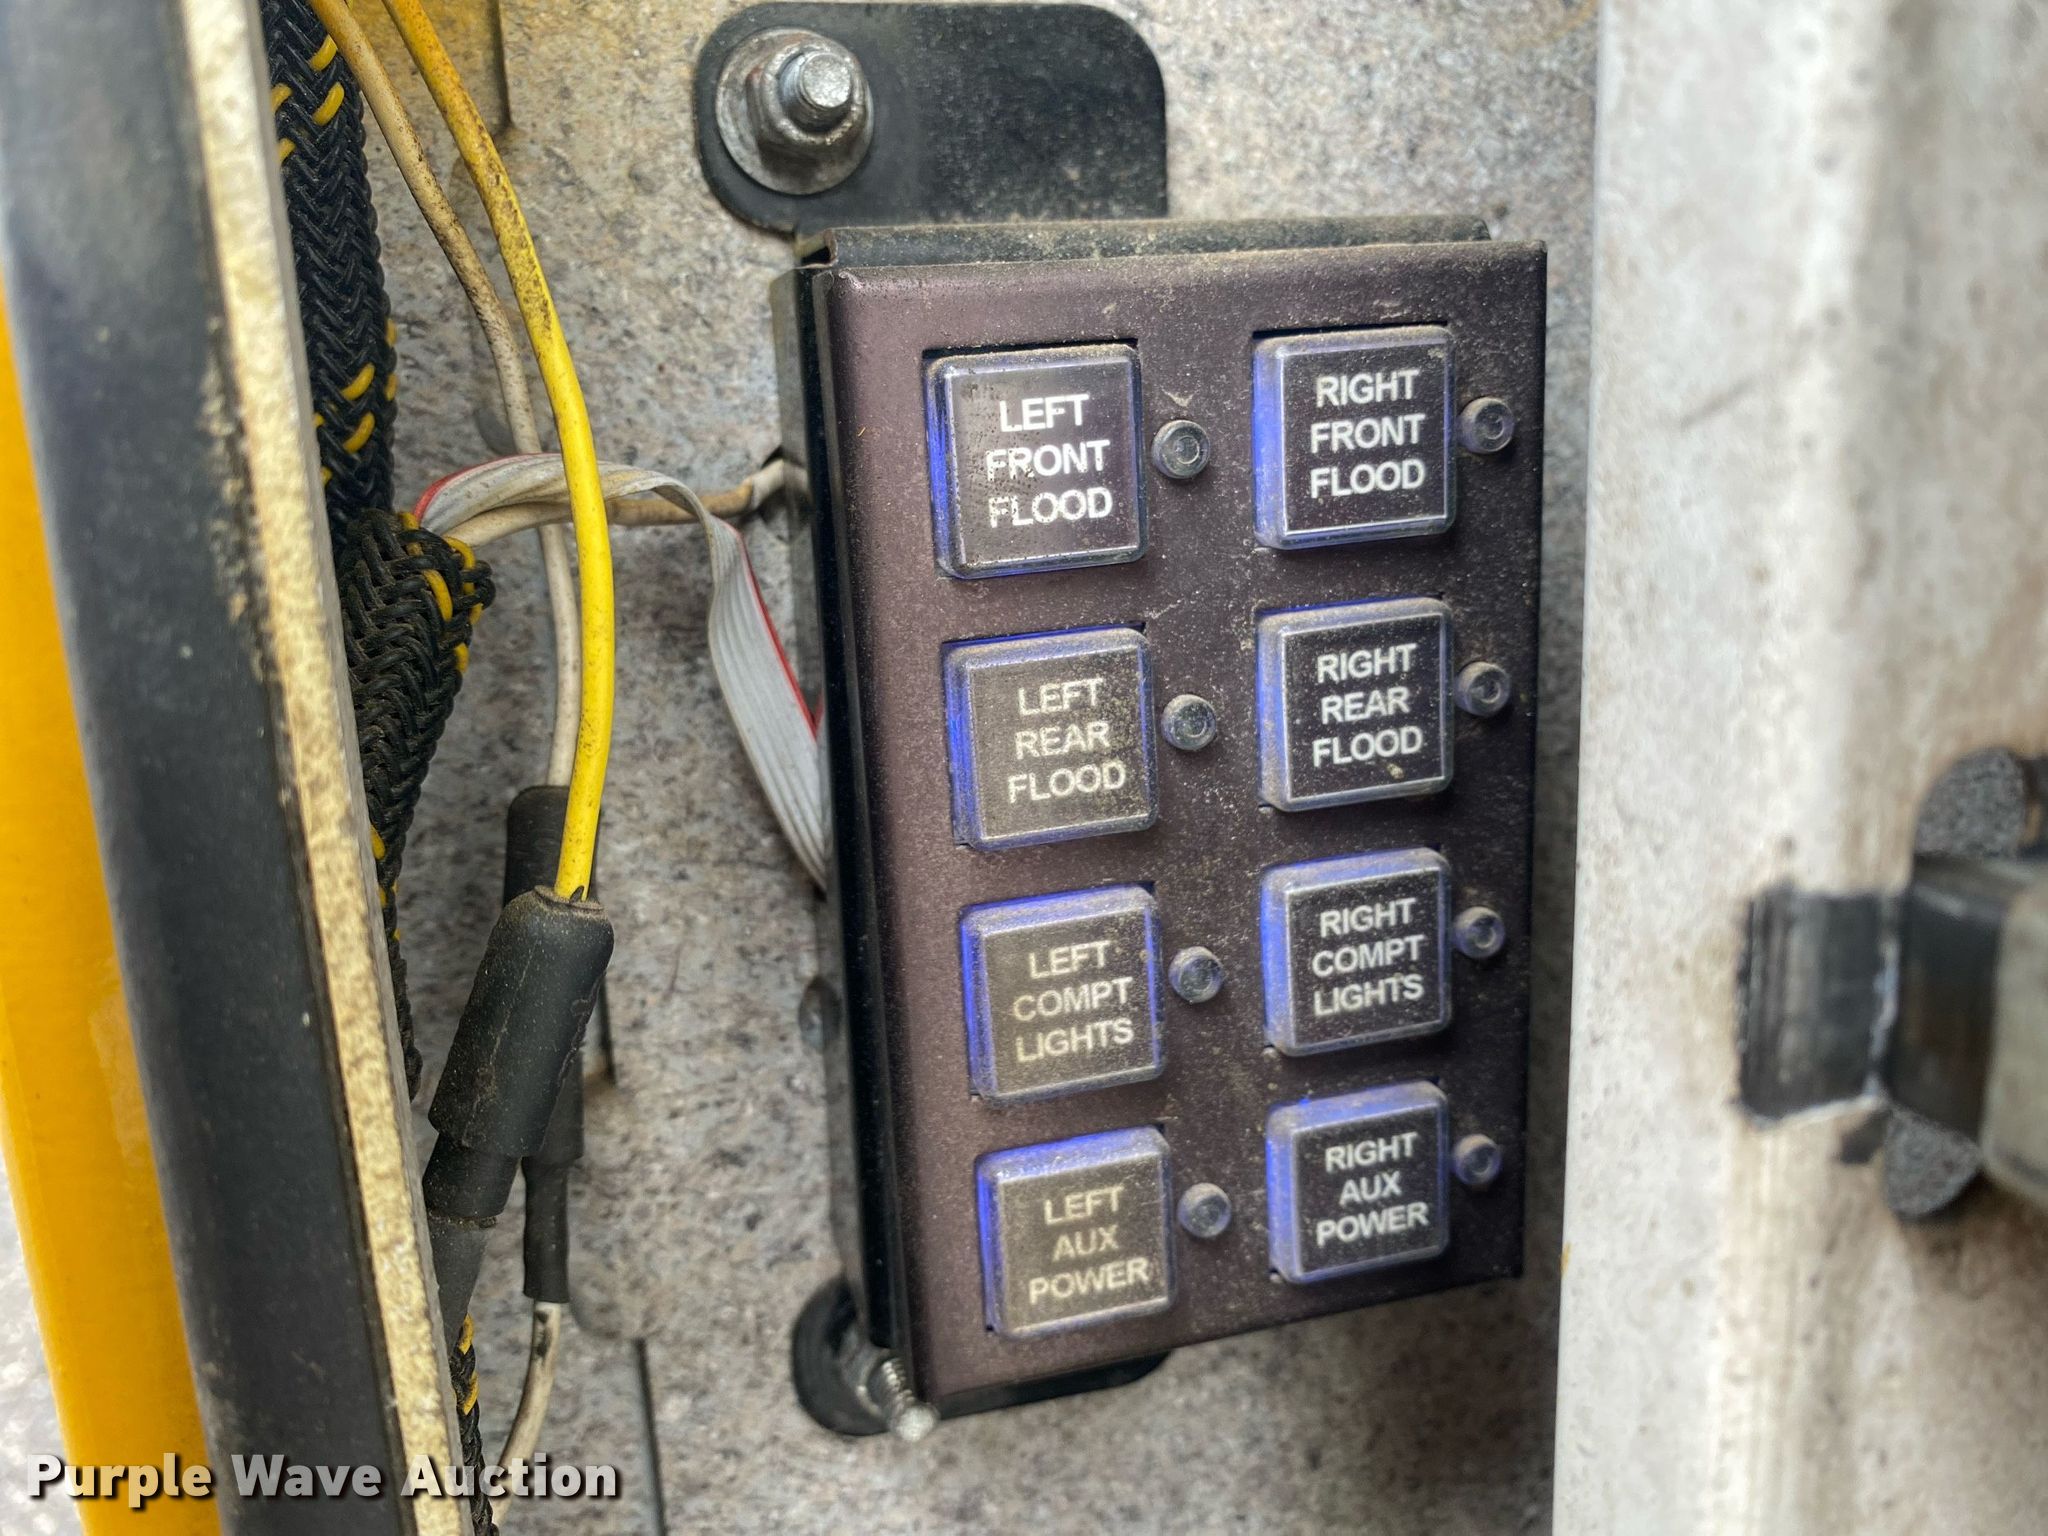 LEFT
FRONT
FLOOD
RIGHT
FRONT
FLOOD
LEFT
REAR
FLOOD
RIGHT
REAR
FLOOD
LEFT
COMPT
LIGHTS
RIGHT
COMPT
LIGHTS
LEFT
AUX
POWER
RIGHT
AUX
POWER
Purple Wave Auction